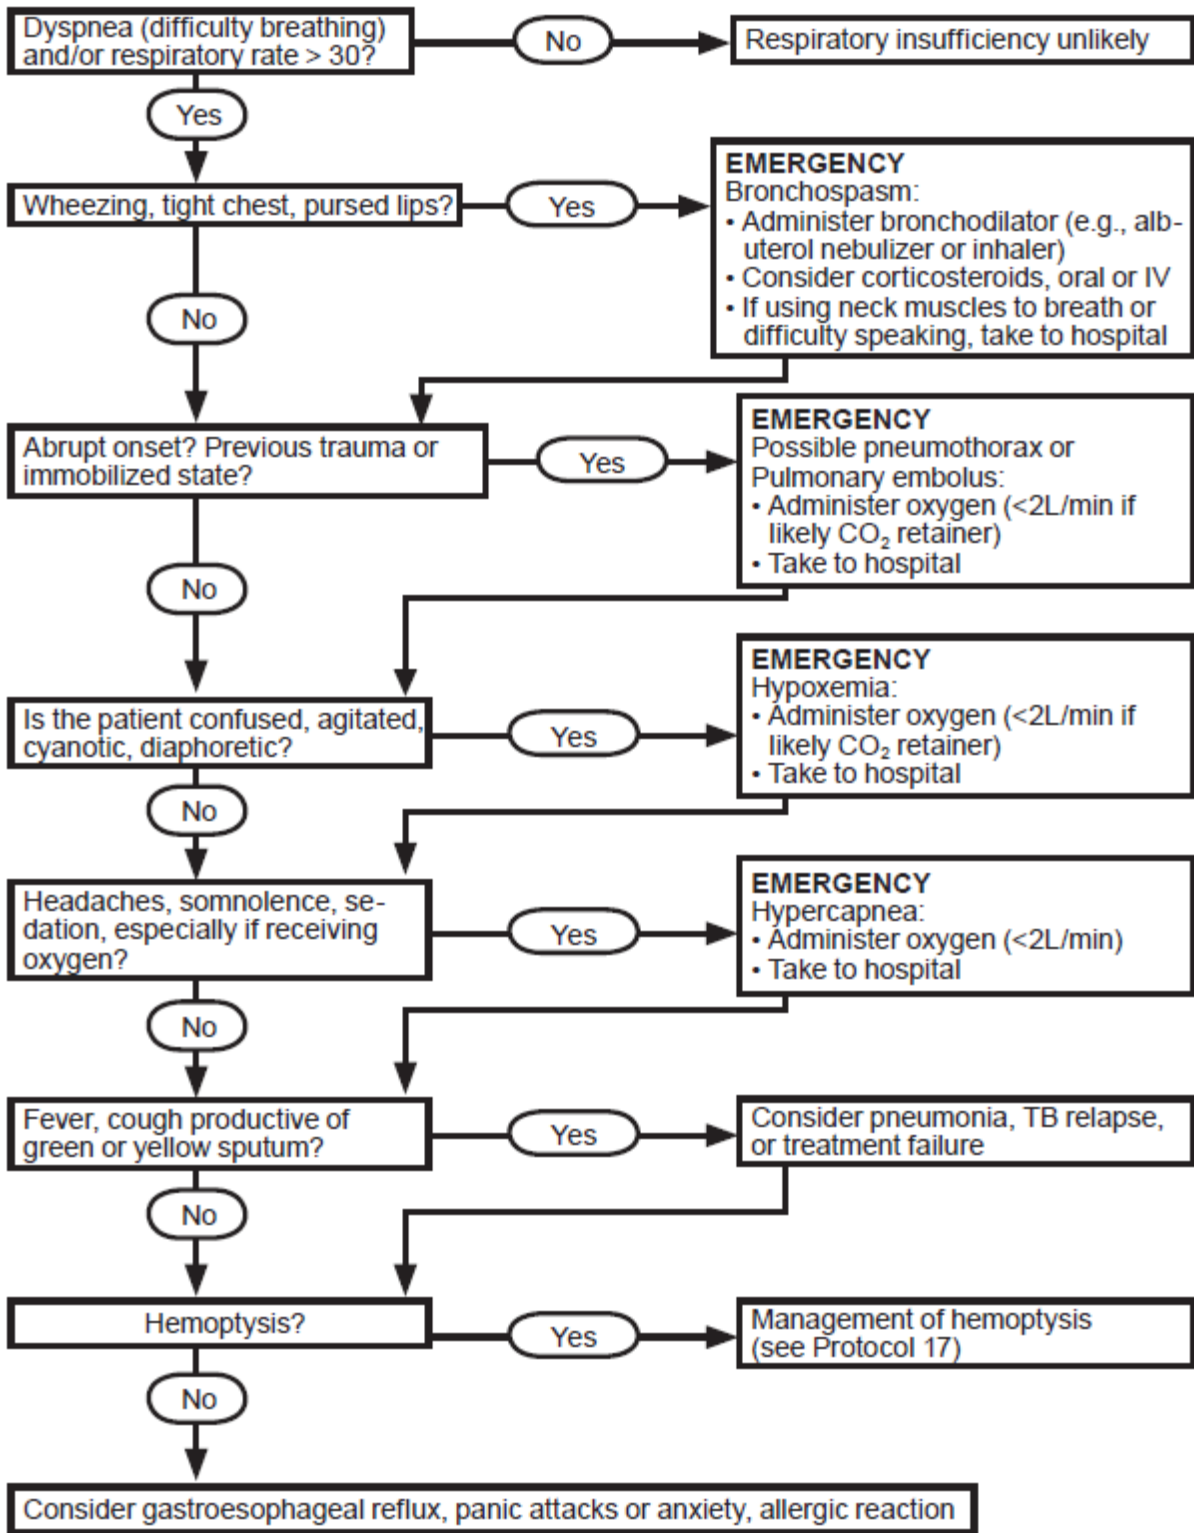 Dyspnea (difficulty breathing)
and/or respiratory rate > 30?
No
Respiratory insufficiency unlikely
Yes
Wheezing, tight chest, pursed lips?
Yes
EMERGENCY
Bronchospasm:
• Administer bronchodilator (e.g., alb-
uterol nebulizer or inhaler)
• Consider corticosteroids, oral or IV
• If using neck muscles to breath or
difficulty speaking, take to hospital
No
Abrupt onset? Previous trauma or
immobilized state?
Yes
EMERGENCY
Possible pneumothorax or
Pulmonary embolus:
• Administer oxygen (<2L/min if
likely CO₂ retainer)
• Take to hospital
No
Is the patient confused, agitated,
cyanotic, diaphoretic?
Yes
EMERGENCY
Hypoxemia:
• Administer oxygen (<2L/min if
likely CO₂ retainer)
• Take to hospital
No
Headaches, somnolence, se-
dation, especially if receiving
oxygen?
Yes
EMERGENCY
Hypercapnea:
• Administer oxygen (<2L/min)
• Take to hospital
No
Fever, cough productive of
green or yellow sputum?
Yes
Consider pneumonia, TB relapse,
or treatment failure
No
Hemoptysis?
Yes
Management of hemoptysis
(see Protocol 17)
No
Consider gastroesophageal reflux, panic attacks or anxiety, allergic reaction